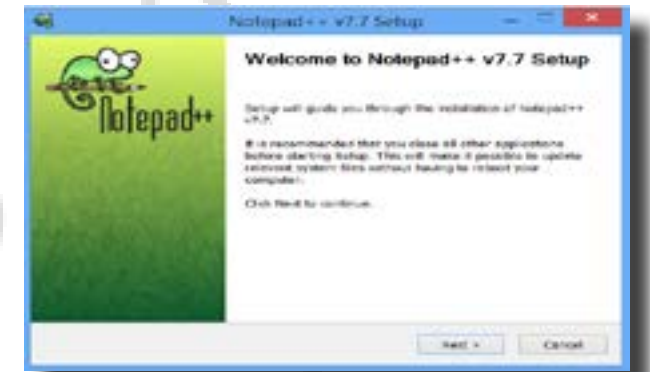 Notepad++ v7.7 Setup
Notepad++
Welcome to Notepad++ v7.7 Setup
Setup will guide you through the installation of Notepad++
v7.7.
It is recommended that you close all other applications
before starting Setup. This will make it possible to update
relevant system files without having to reboot your
computer.
Click Next to continue.
Next >
Cancel